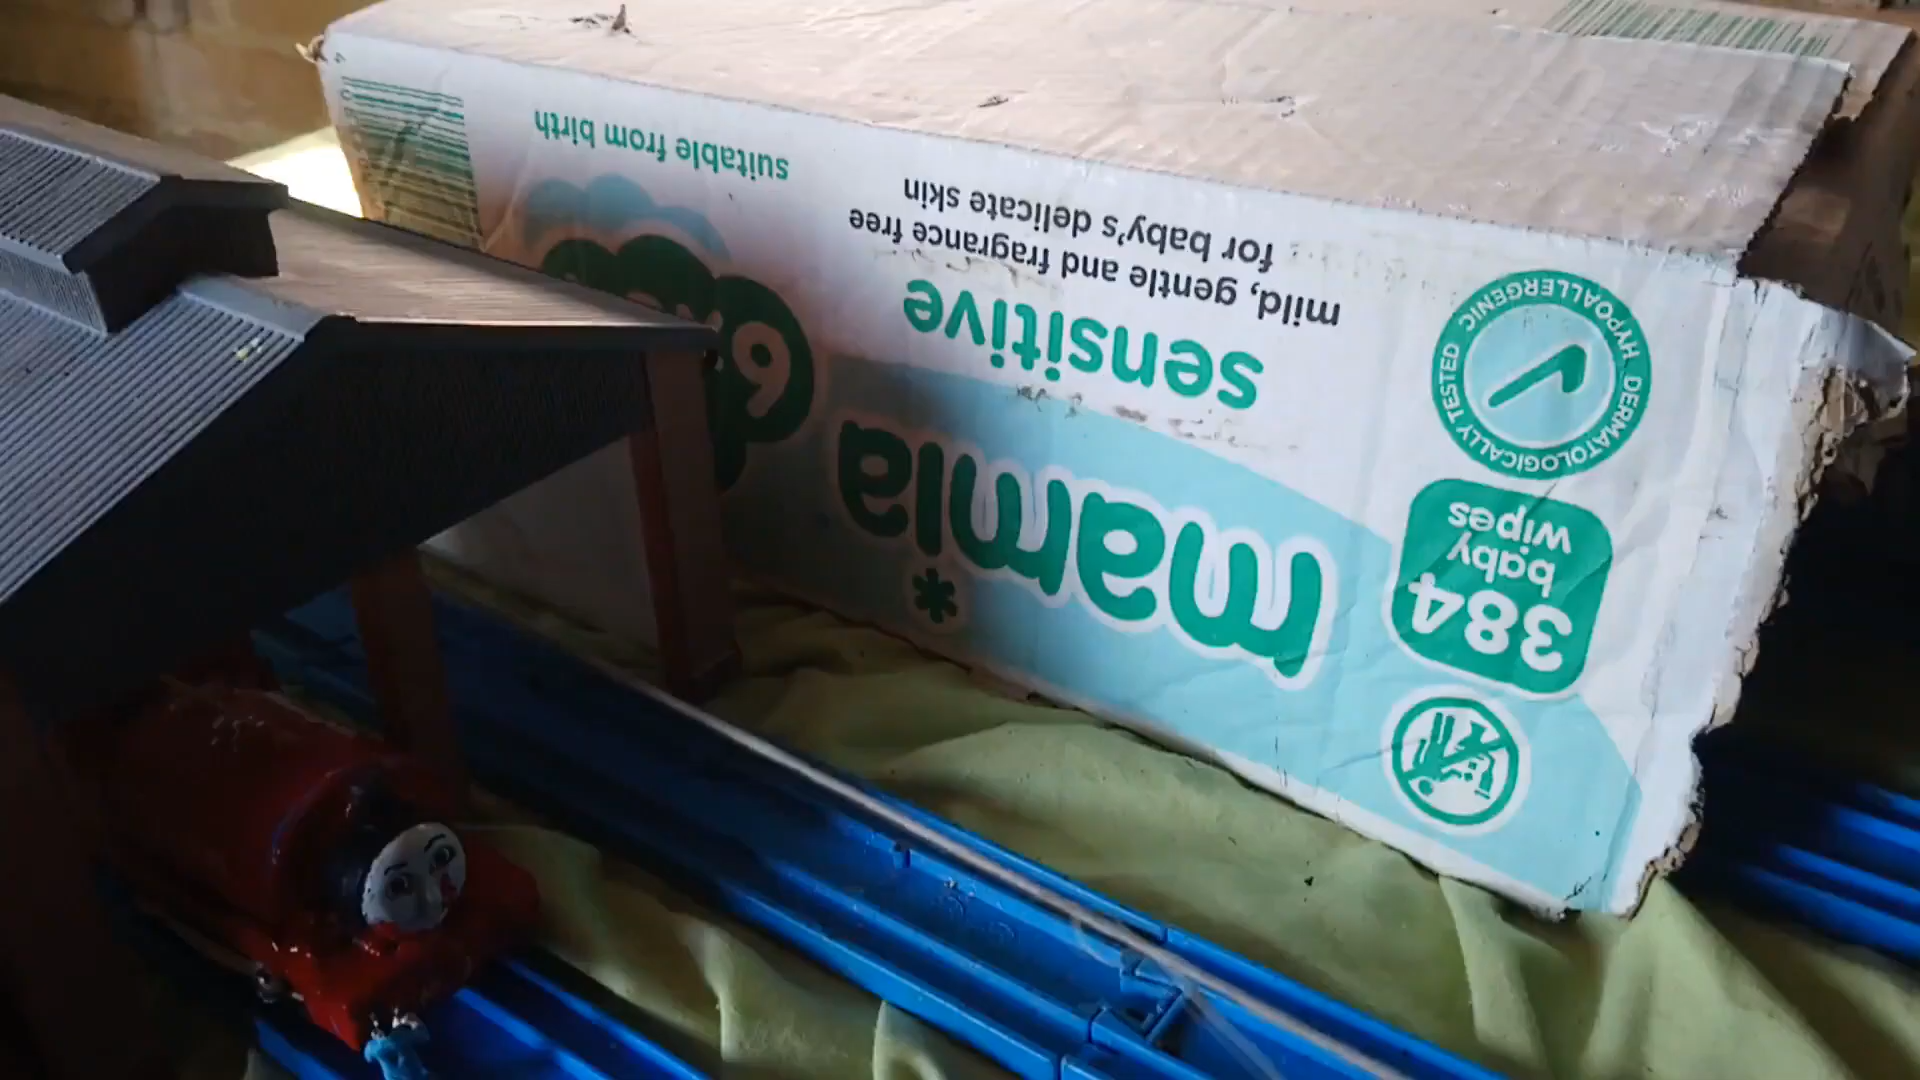 mamia
sensitive
mild, gentle and fragrance free
for baby's delicate skin
suitable from birth
384
baby
wipes
HYPOALLERGENIC
DERMATOLOGICALLY TESTED